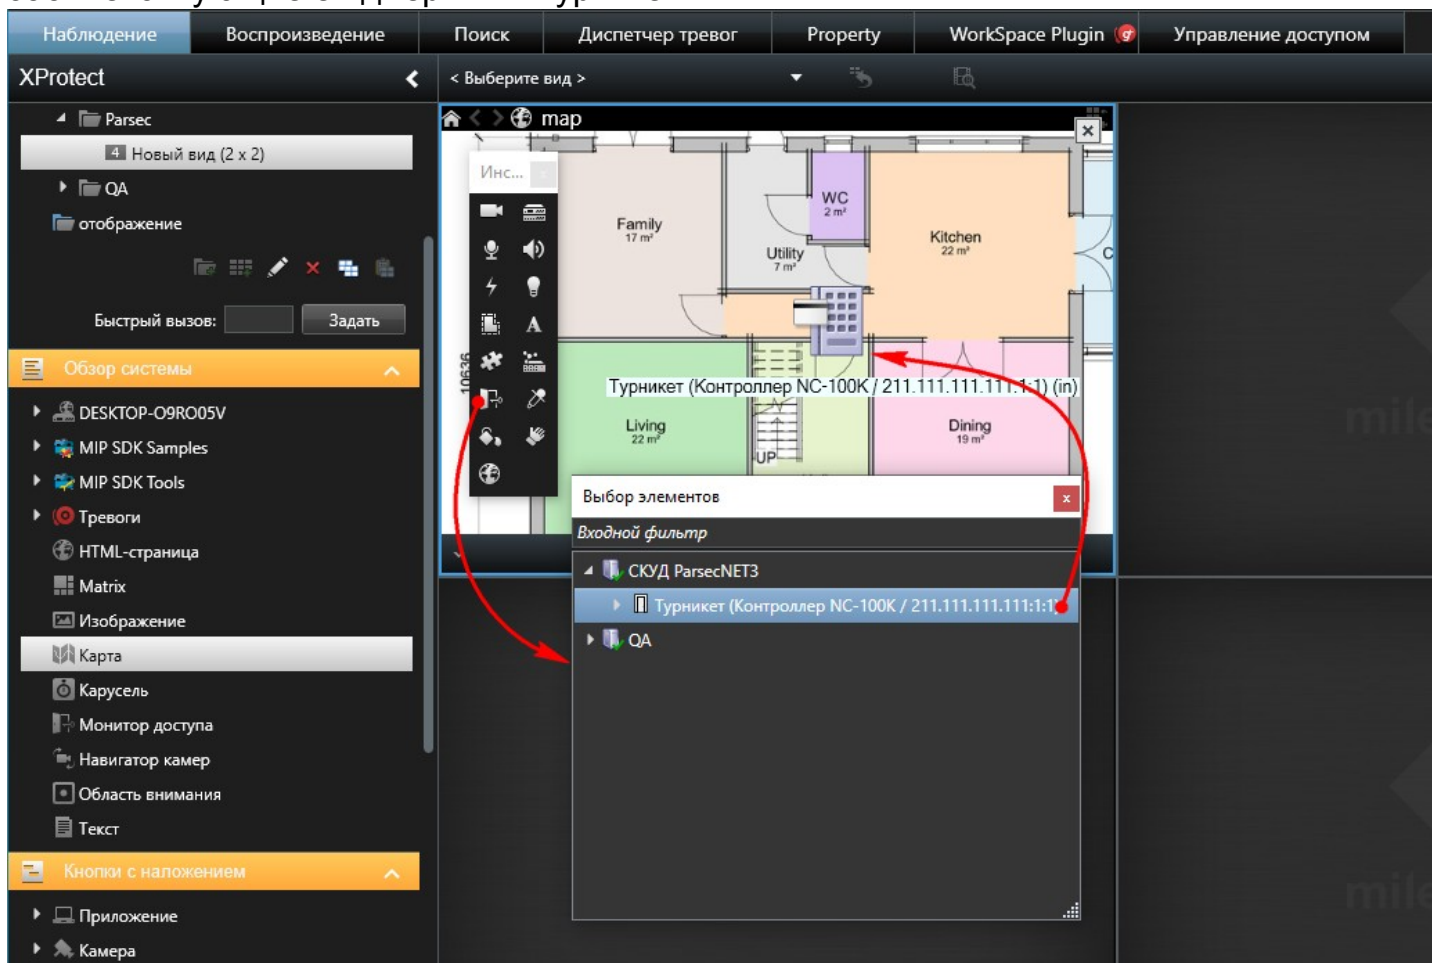 Наблюдение Воспроизведение Поиск Диспетчер тревог Property WorkSpace Plugin Управление доступом
XProtect
< Выберите вид >
Parsec
4 Новый вид (2 x 2)
QA
отображение
Быстрый вызов: Задать
Обзор системы
DESKTOP-O9RO05V
MIP SDK Samples
MIP SDK Tools
Тревоги
HTML-страница
Matrix
Изображение
Карта
Карусель
Монитор доступа
Навигатор камер
Область внимания
Текст
Кнопки с наложением
Приложение
Камера
map
Инс...
A
Family
17 m²
Utility
7 m²
WC
2 m²
Kitchen
22 m²
C
10636
Турникет (Контроллер NC-100K / 211.111.111.111:1:1) (in)
Living
22 m²
UP
Dining
19 m²
Выбор элементов
Входной фильтр
СКУД ParsecNET3
Турникет (Контроллер NC-100K / 211.111.111.111:1:1)
QA
mile
mile